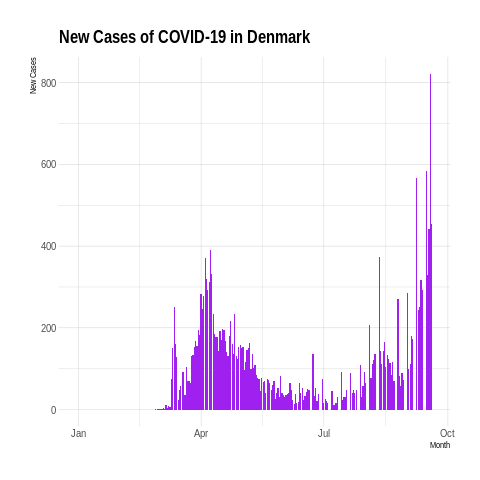 New Cases of COVID-19 in Denmark
New Cases
800
600
400
200
0
Jan Apr Jul Oct
Month